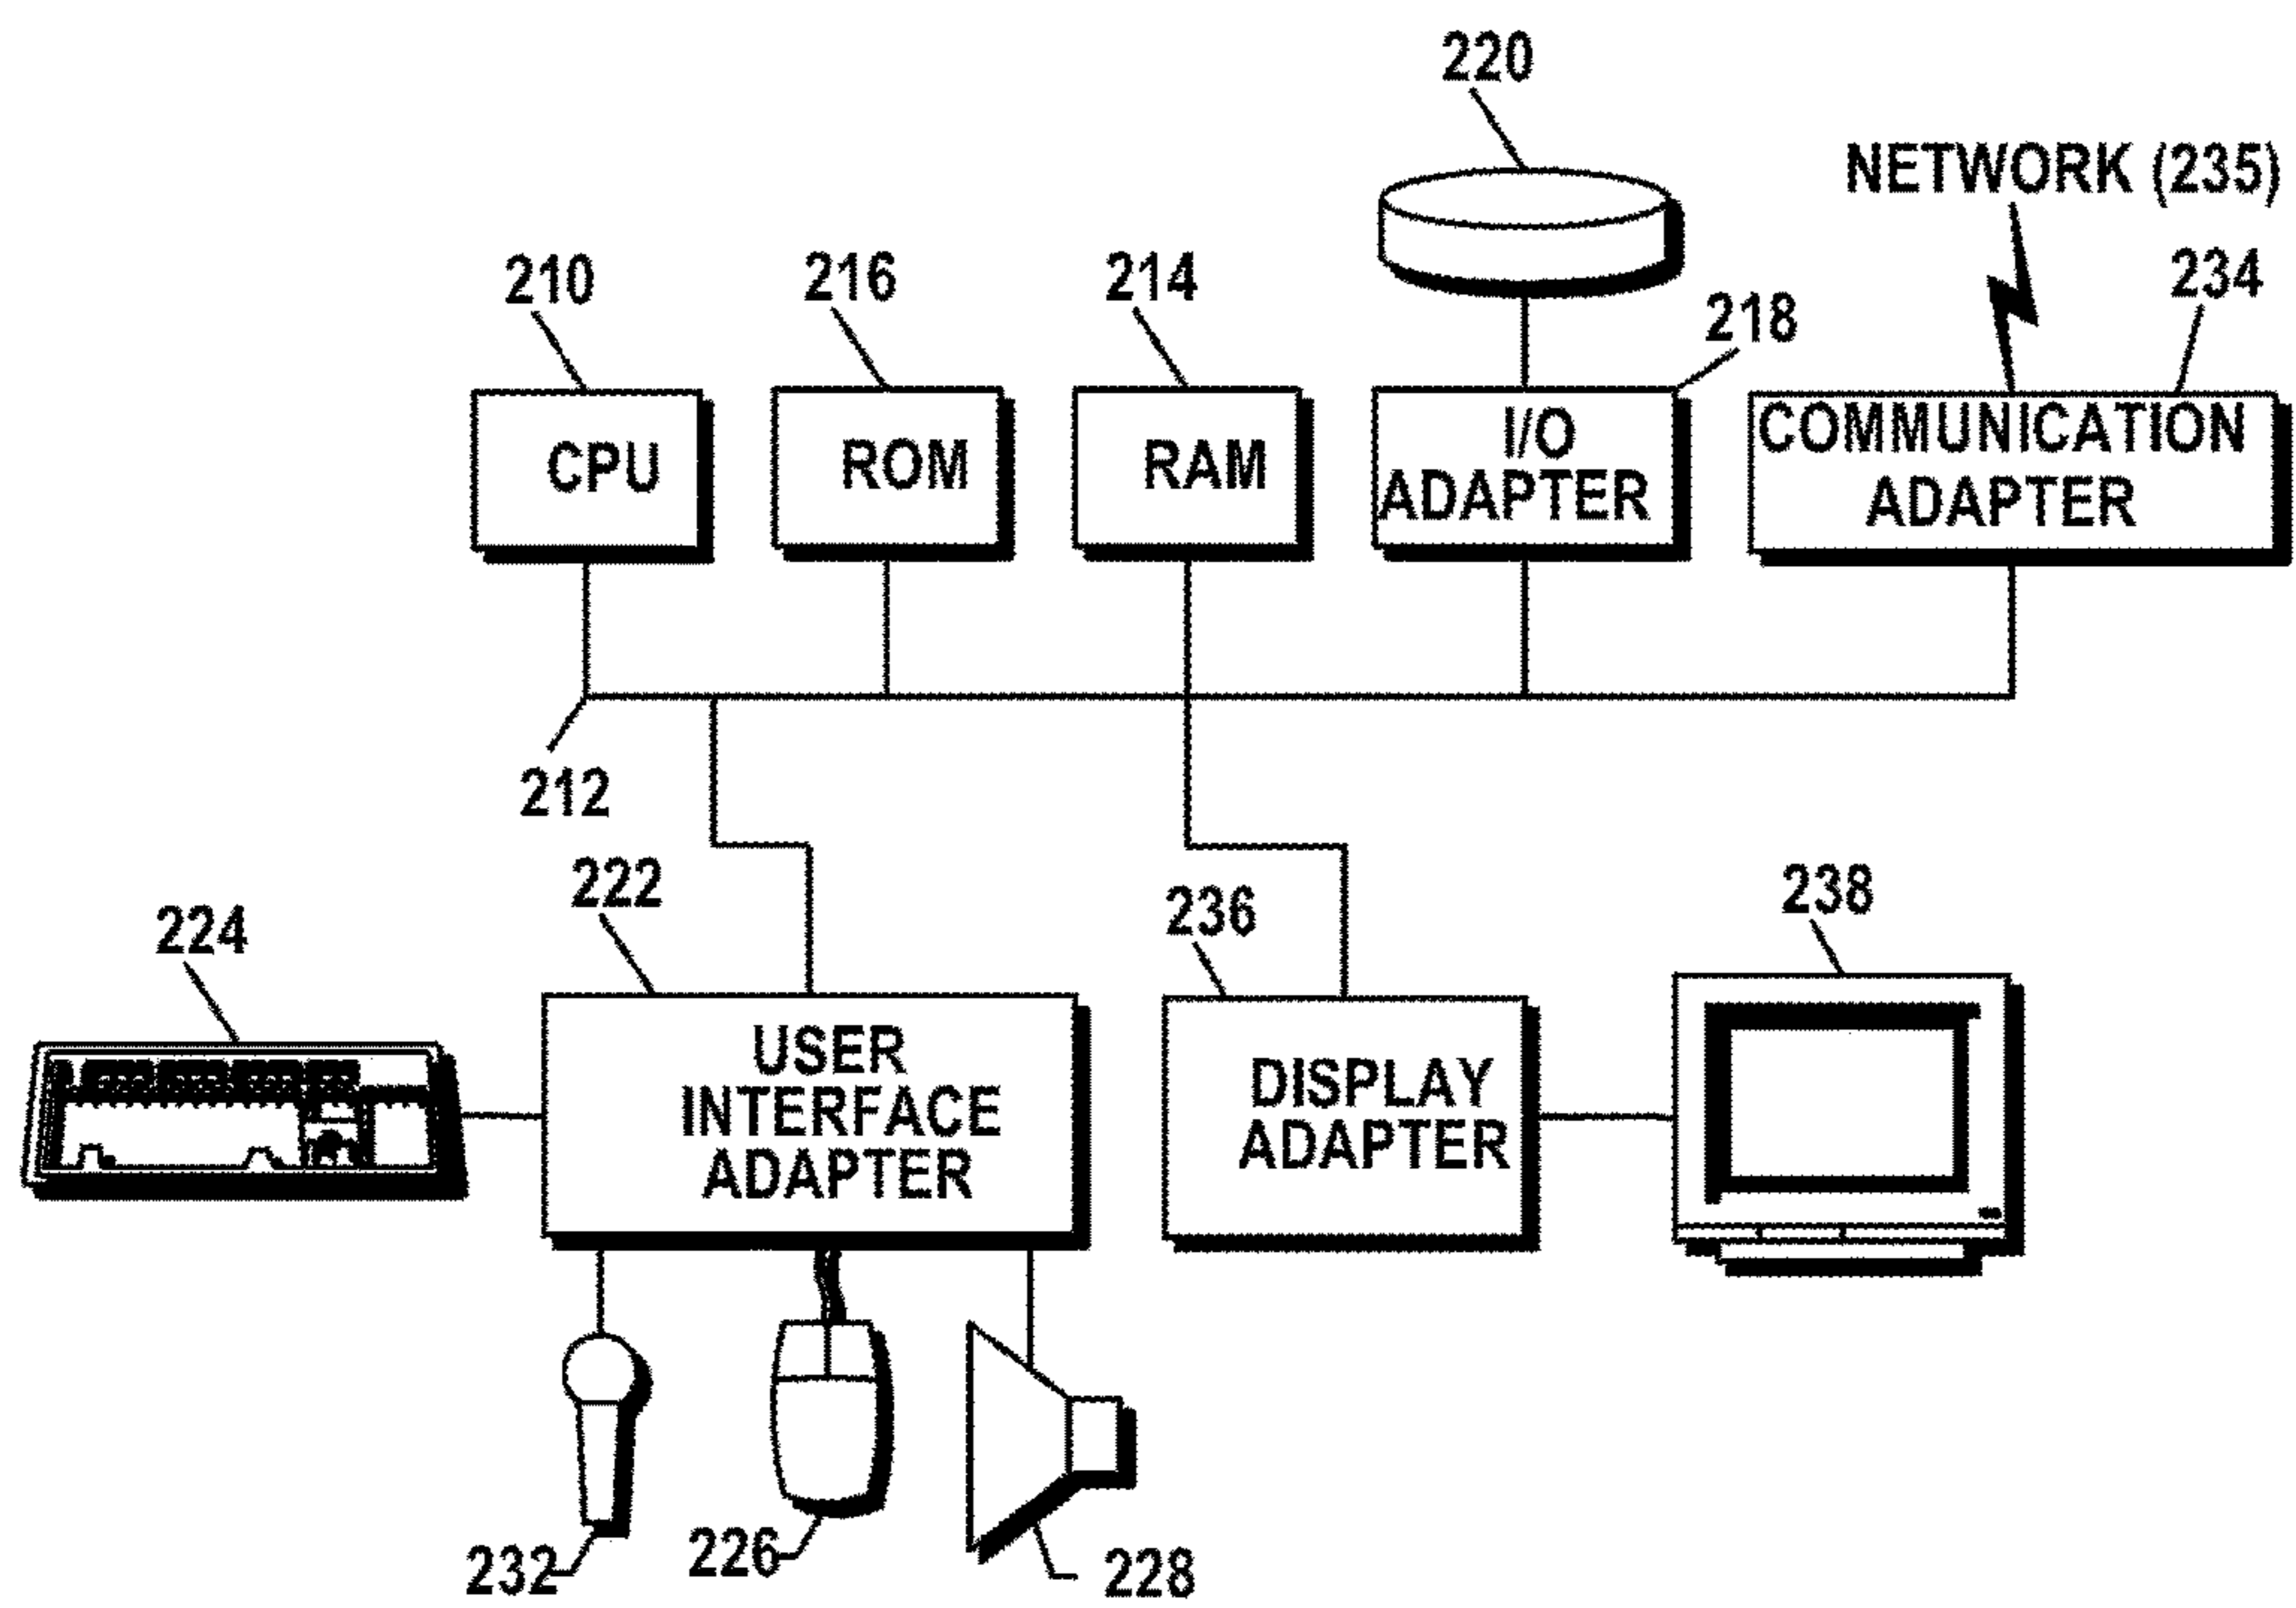 220
NETWORK (235)
210
216
214
218
234
CPU
ROM
RAM
I/O
ADAPTER
COMMUNICATION
ADAPTER
212
222
224
236
238
USER
INTERFACE
ADAPTER
DISPLAY
ADAPTER
232
226
228